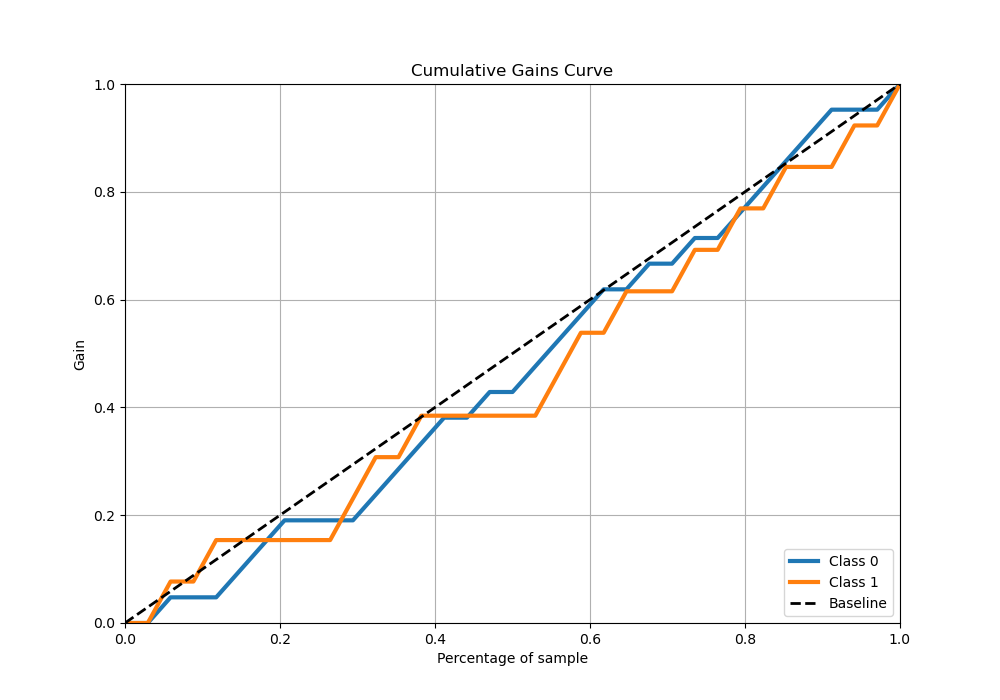 Cumulative Gains Curve
1.0
0.8
0.6
0.4
0.2
0.0
Gain
0.0 0.2 0.4 0.6 0.8 1.0
Percentage of sample
Class 0
Class 1
Baseline